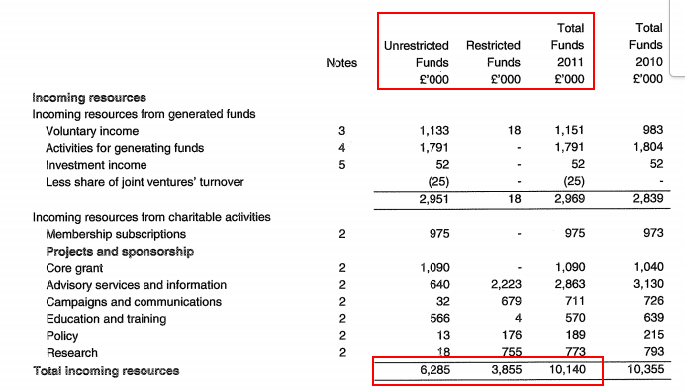 Total Total
Unrestricted Restricted Funds Funds
Notes Funds Funds 2011 2010
£'000 £'000 £'000 £'000
Incoming resources
Incoming resources from generated funds
Voluntary income 3 1,133 18 1,151 983
Activities for generating funds 4 1,791 - 1,791 1,804
Investment income 5 52 - 52 52
Less share of joint ventures' turnover (25) - (25) -
2,951 18 2,969 2,839
Incoming resources from charitable activities
Membership subscriptions 2 975 - 975 973
Projects and sponsorship
Core grant 2 1,090 - 1,090 1,040
Advisory services and information 2 640 2,223 2,863 3,130
Campaigns and communications 2 32 679 711 726
Education and training 2 566 4 570 639
Policy 2 13 176 189 215
Research 2 18 755 773 793
Total incoming resources 6,285 3,855 10,140 10,355